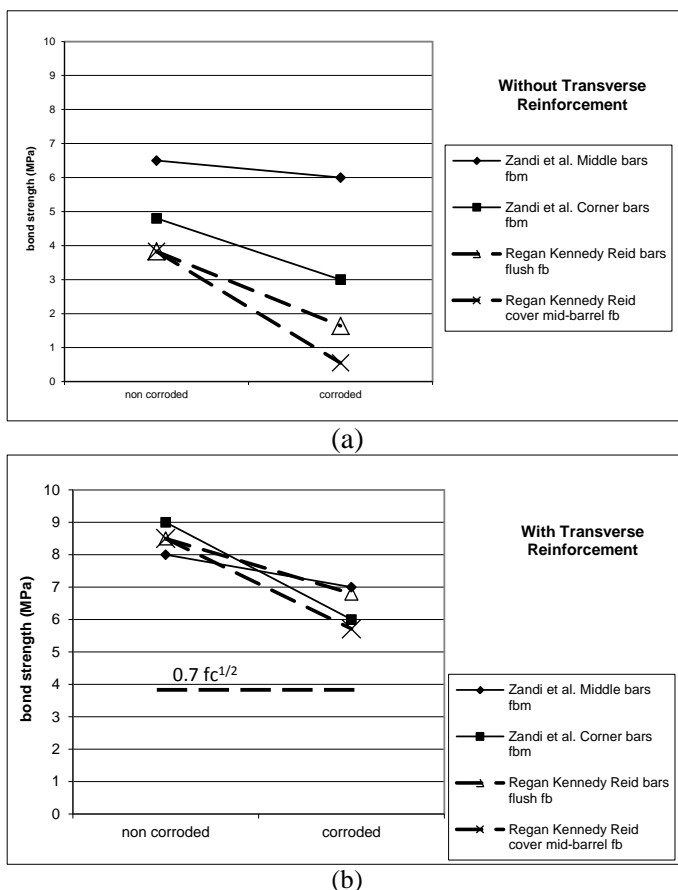 10
9
8
7
6
5
4
3
2
1
0
bond strength (MPa)
non corroded
corroded
Without Transverse
Reinforcement
Zandi et al. Middle bars
fbm
Zandi et al. Corner bars
fbm
Regan Kennedy Reid bars
flush fb
Regan Kennedy Reid
cover mid-barrel fb
(a)
10
9
8
7
6
5
4
3
2
1
0
bond strength (MPa)
0.7 fc1/2
non corroded
corroded
With Transverse
Reinforcement
Zandi et al. Middle bars
fbm
Zandi et al. Corner bars
fbm
Regan Kennedy Reid bars
flush fb
Regan Kennedy Reid
cover mid-barrel fb
(b)